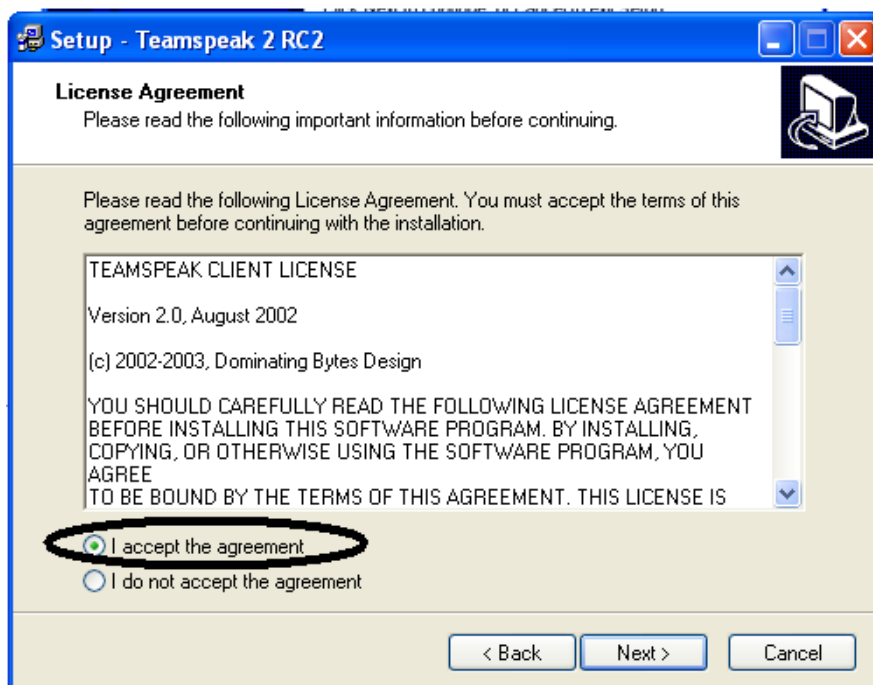 Setup - Teamspeak 2 RC2
License Agreement
Please read the following important information before continuing.
Please read the following License Agreement. You must accept the terms of this
agreement before continuing with the installation.
TEAMSPEAK CLIENT LICENSE
Version 2.0, August 2002
(c) 2002-2003, Dominating Bytes Design
YOU SHOULD CAREFULLY READ THE FOLLOWING LICENSE AGREEMENT
BEFORE INSTALLING THIS SOFTWARE PROGRAM. BY INSTALLING,
COPYING, OR OTHERWISE USING THE SOFTWARE PROGRAM, YOU
AGREE
TO BE BOUND BY THE TERMS OF THIS AGREEMENT. THIS LICENSE IS
I accept the agreement
I do not accept the agreement
< Back
Next >
Cancel